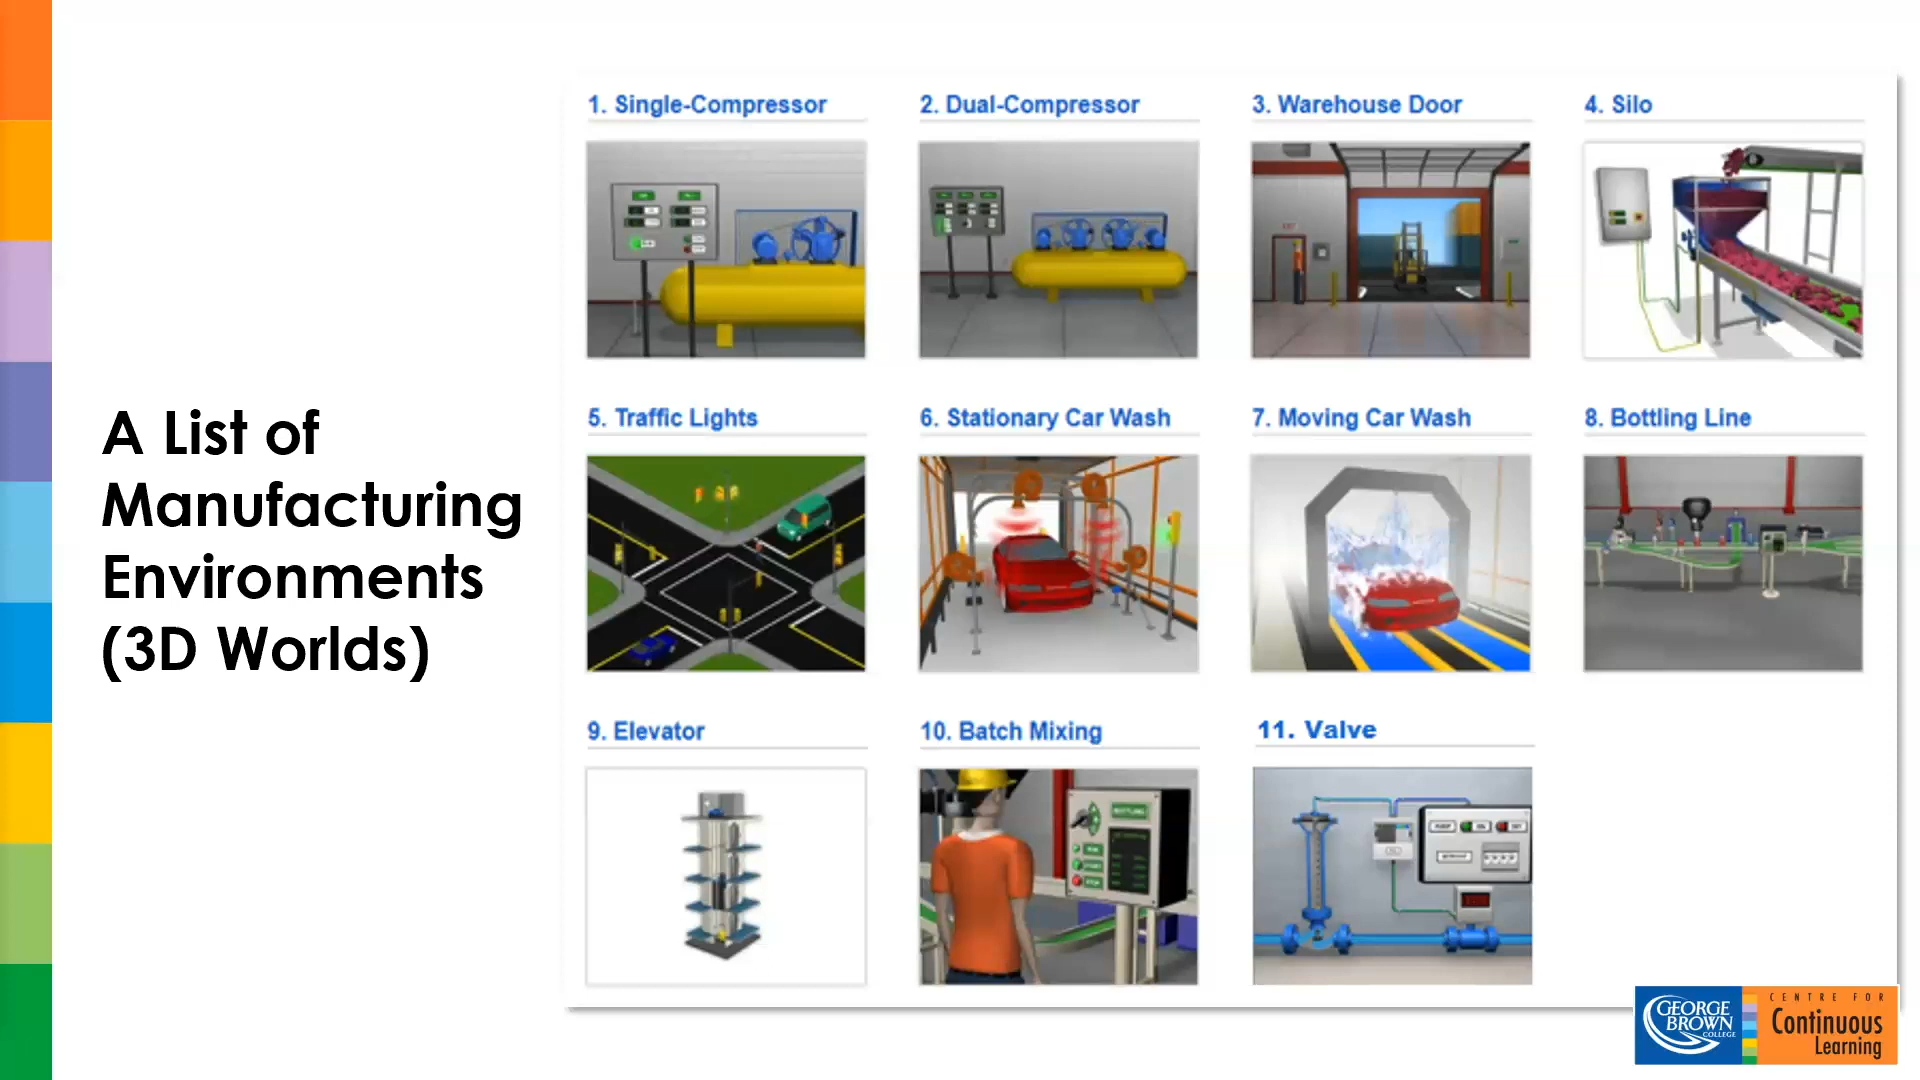 A List of
Manufacturing
Environments
(3D Worlds)
1. Single-Compressor
2. Dual-Compressor
3. Warehouse Door
4. Silo
5. Traffic Lights
6. Stationary Car Wash
7. Moving Car Wash
8. Bottling Line
9. Elevator
10. Batch Mixing
11. Valve
EXIT
BOTTLING
GEORGE
BROWN
COLLEGE
CENTRE FOR
Continuous
Learning